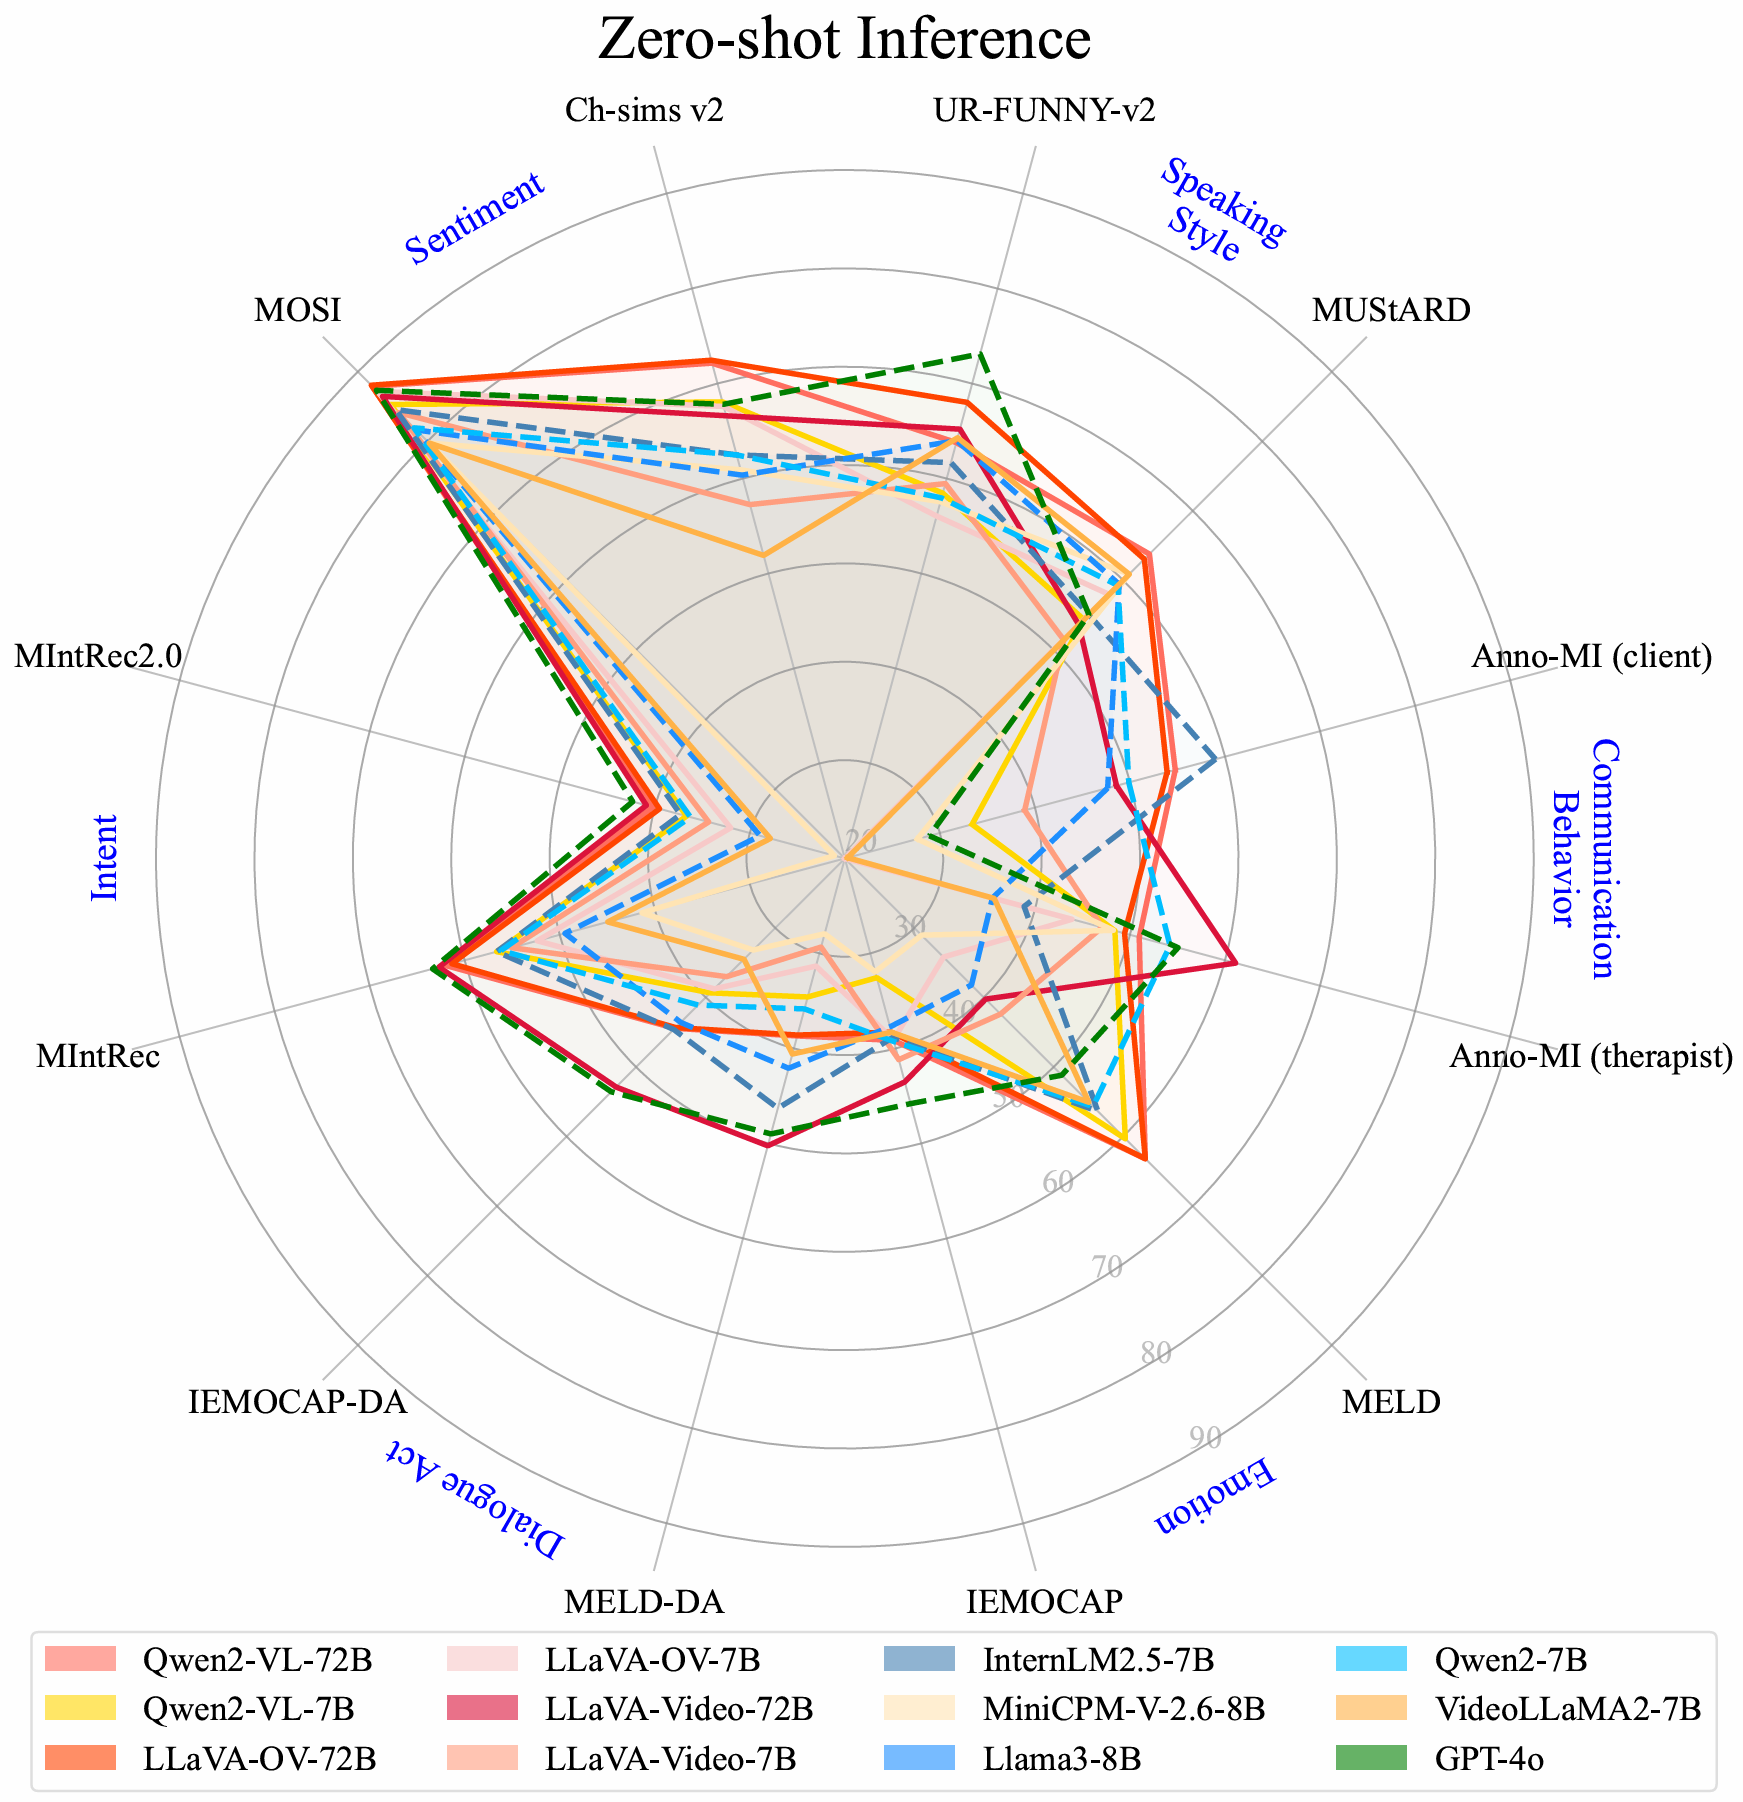 Zero-shot Inference
Ch-sims v2
UR-FUNNY-v2
Sentiment
Speaking
Style
MOSI
MUStARD
MIntRec2.0
Anno-MI (client)
Intent
Communication
Behavior
20
30
40
50
60
70
80
90
MIntRec
Anno-MI (therapist)
IEMOCAP-DA
MELD
Dialogue Act
Emotion
MELD-DA
IEMOCAP
Qwen2-VL-72B
Qwen2-VL-7B
LLaVA-OV-72B
LLaVA-OV-7B
LLaVA-Video-72B
LLaVA-Video-7B
InternLM2.5-7B
MiniCPM-V-2.6-8B
Llama3-8B
Qwen2-7B
VideoLLaMA2-7B
GPT-4o